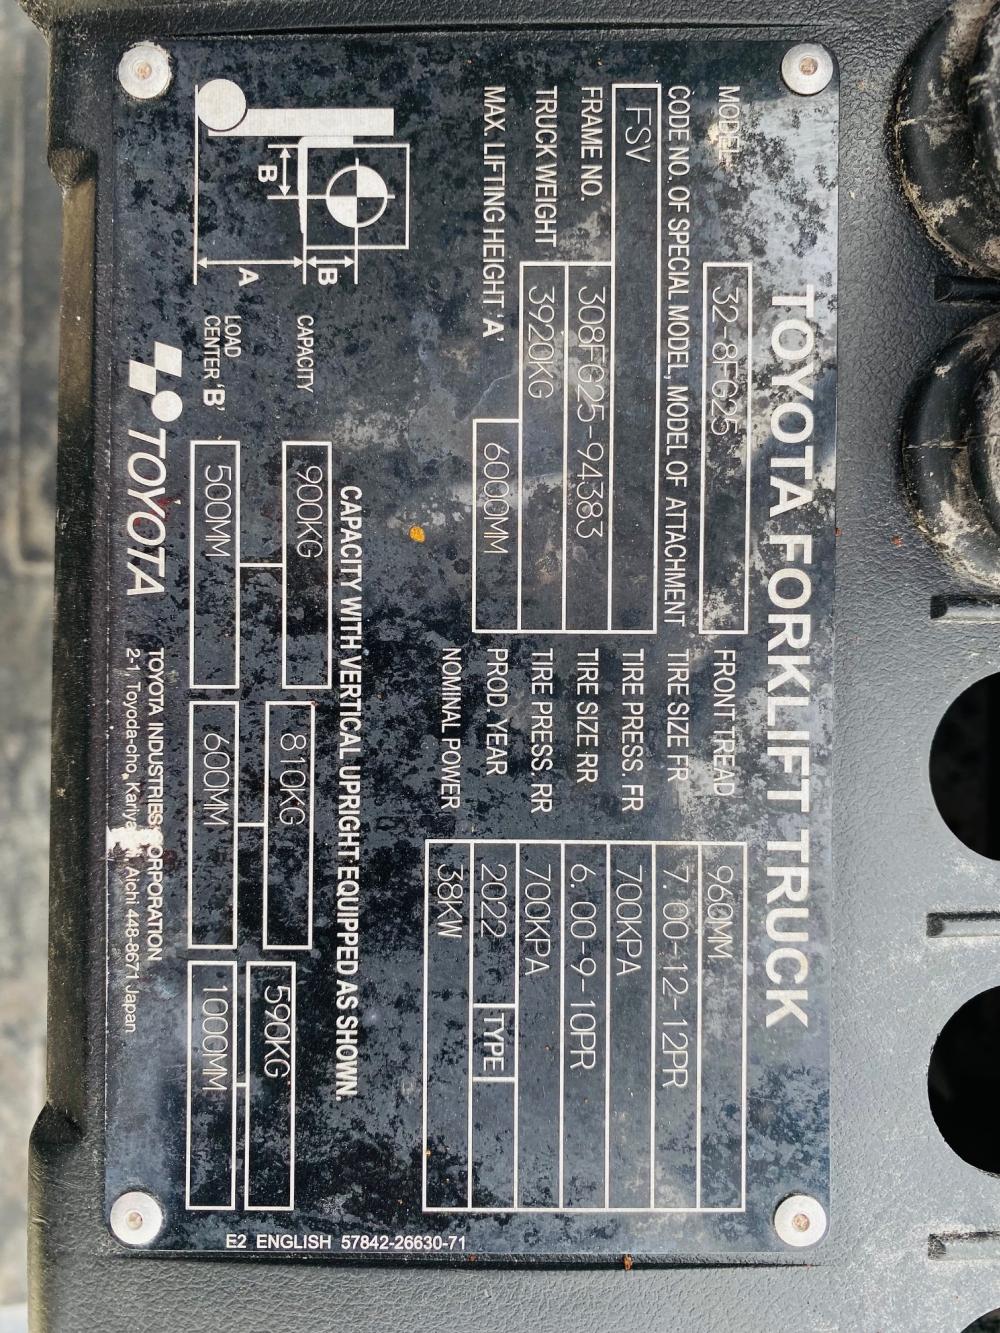 TOYOTA FORKLIFT TRUCK
MODEL 32-8FG25
CODE NO. OF SPECIAL MODEL, MODEL OF ATTACHMENT
FSV
FRAME NO. 308FG25-94383
TRUCK WEIGHT 3920KG
MAX. LIFTING HEIGHT 'A' 6000MM
FRONT TREAD 960MM
TIRE SIZE FR 7.00-12-12PR
TIRE PRESS. FR 700KPA
TIRE SIZE RR 6.00-9-10PR
TIRE PRESS. RR 700KPA
PROD. YEAR 2022 TYPE
NOMINAL POWER 38KW
CAPACITY WITH VERTICAL UPRIGHT EQUIPPED AS SHOWN.
B
B
A
CAPACITY 900KG 810KG 590KG
LOAD
CENTER 'B' 500MM 600MM 1000MM
TOYOTA
TOYOTA INDUSTRIES CORPORATION
2-1, Toyoda-cho, Kariya Aichi 448-8671 Japan
E2 ENGLISH 57842-26630-71